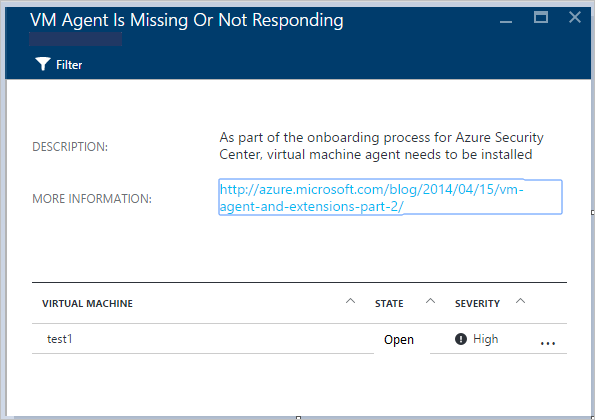 VM Agent Is Missing Or Not Responding
Filter
DESCRIPTION:
As part of the onboarding process for Azure Security
Center, virtual machine agent needs to be installed
MORE INFORMATION:
http://azure.microsoft.com/blog/2014/04/15/vm-
agent-and-extensions-part-2/
VIRTUAL MACHINE STATE SEVERITY
test1 Open High ...